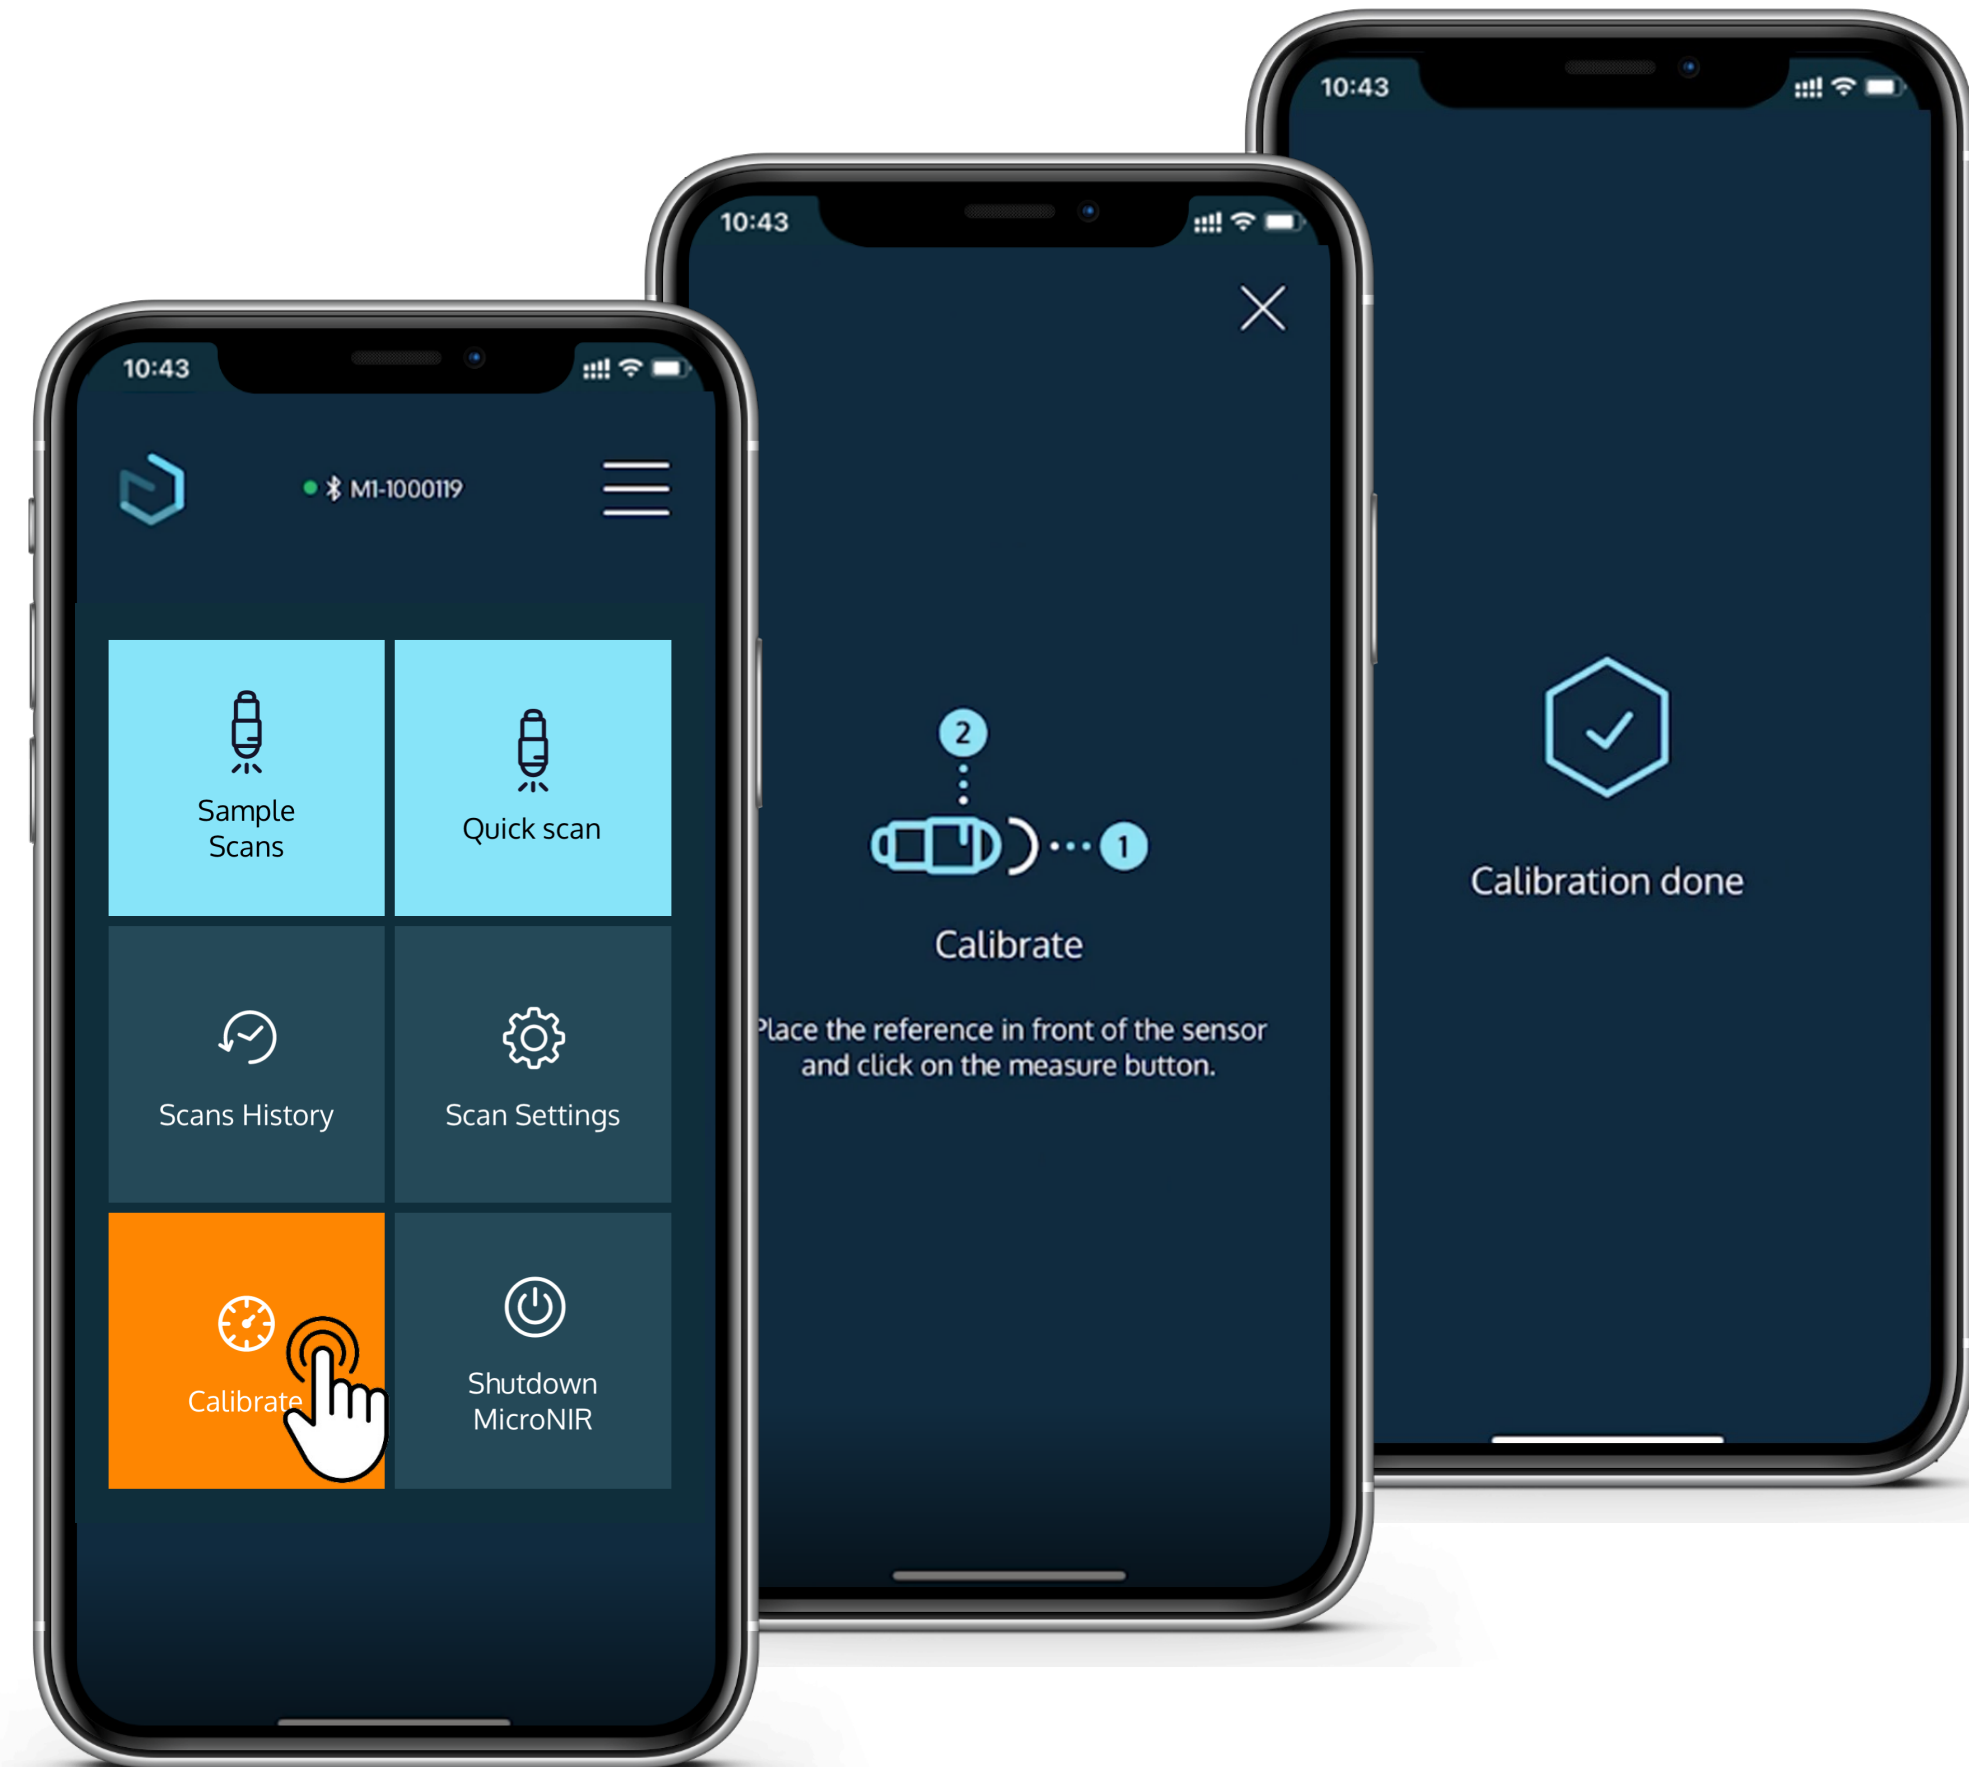 10:43
M1-1000119
Sample
Scans
Quick scan
Scans History
Scan Settings
Calibrate
Shutdown
MicroNIR
10:43
2
1
Calibrate
Place the reference in front of the sensor
and click on the measure button.
10:43
Calibration done